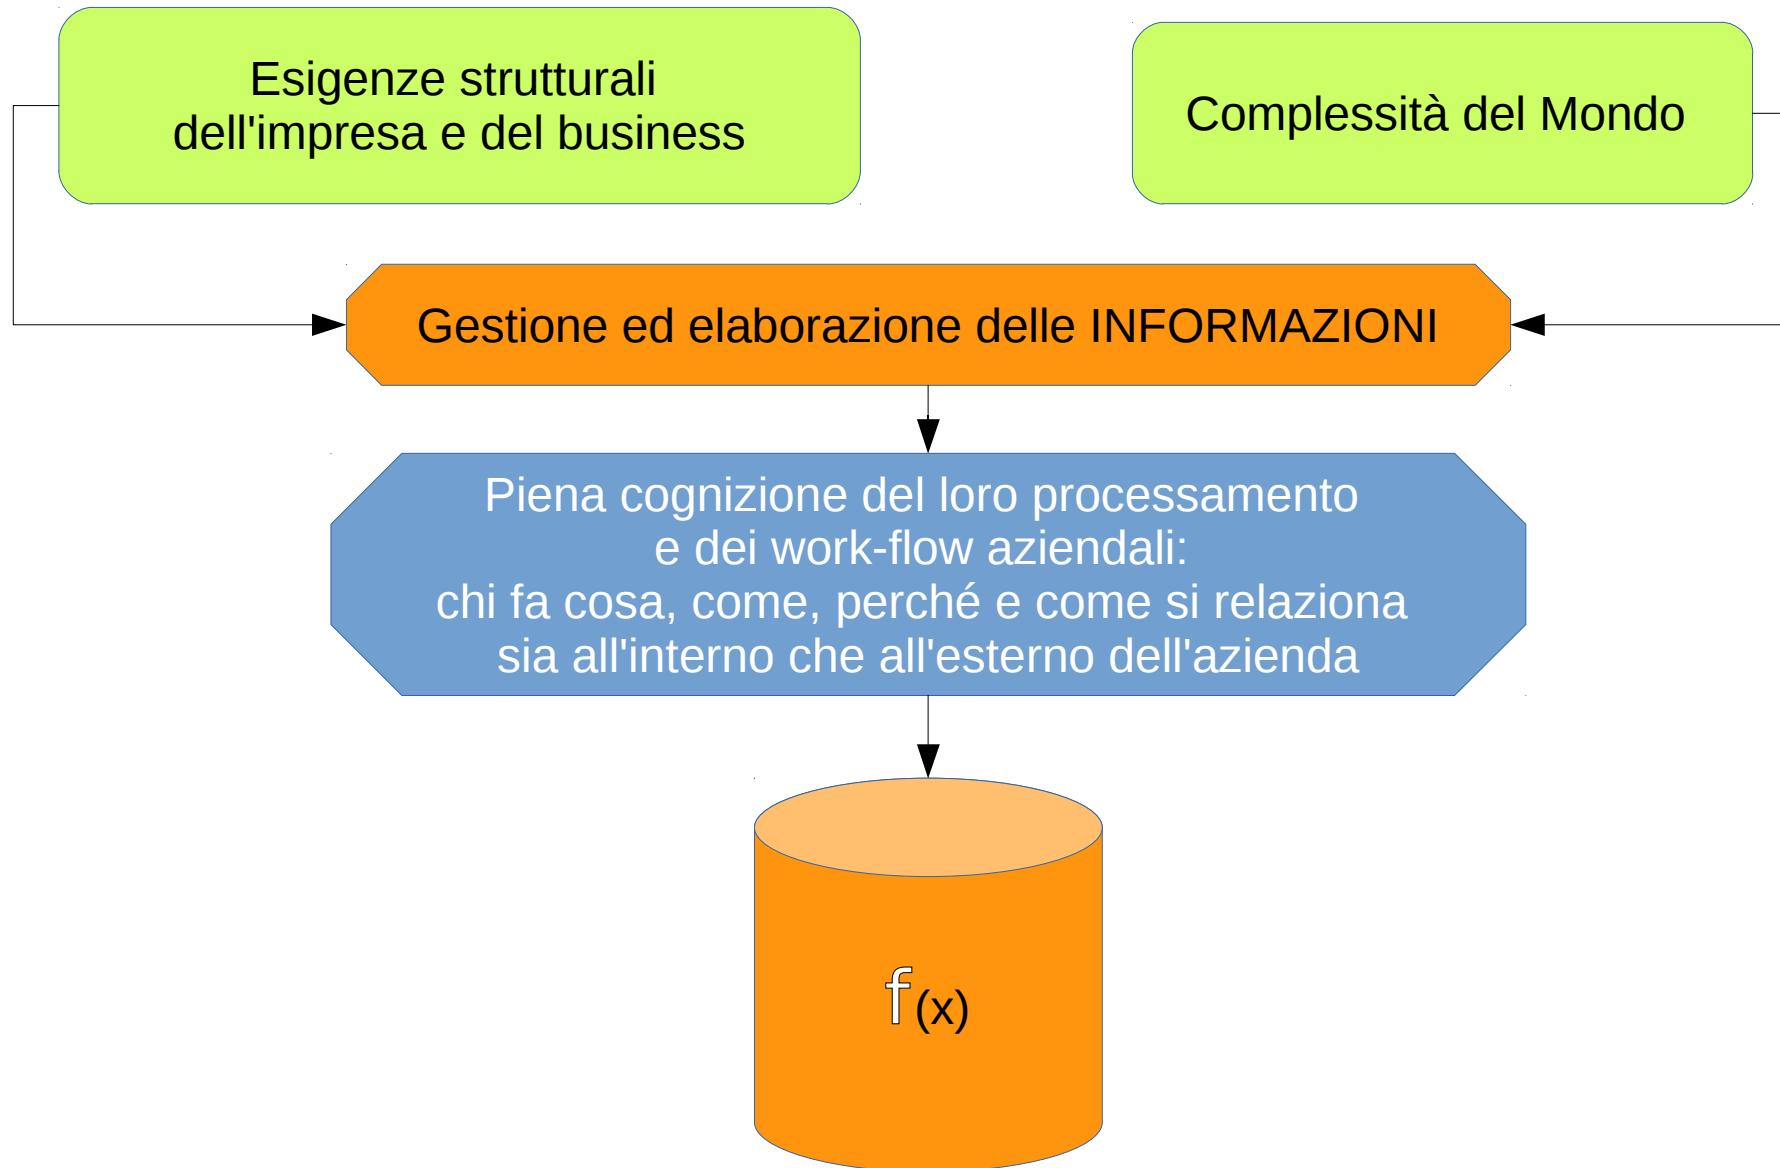 Esigenze strutturali
dell'impresa e del business
Complessità del Mondo
Gestione ed elaborazione delle INFORMAZIONI
Piena cognizione del loro processamento
e dei work-flow aziendali:
chi fa cosa, come, perché e come si relaziona
sia all'interno che all'esterno dell'azienda
f(x)